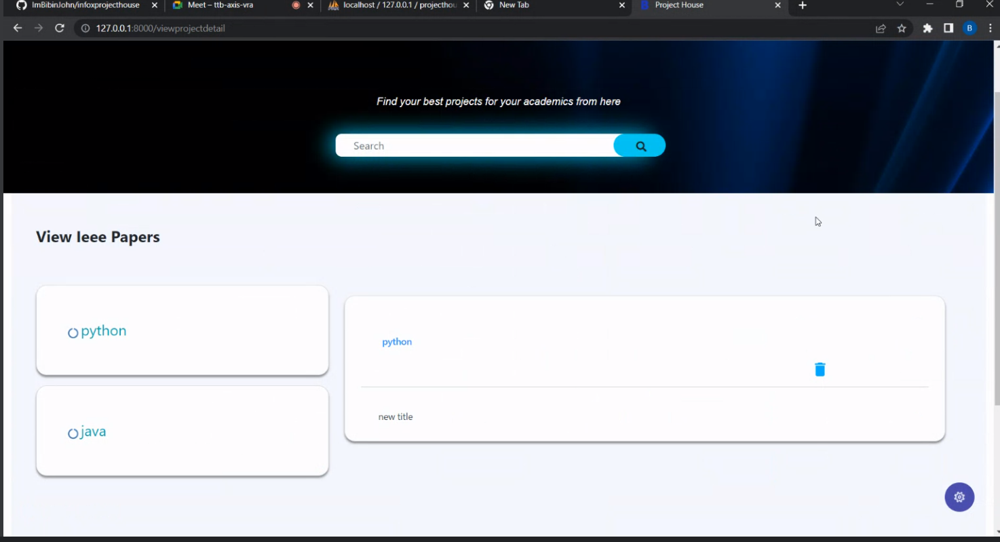 ImBibinJohn/infoxprojecthouse
Meet – ttb-axis-vra
localhost / 127.0.0.1 / projecthou
New Tab
Project House
127.0.0.1:8000/viewprojectdetail
B
Find your best projects for your academics from here
Search
View Ieee Papers
python
java
python
new title